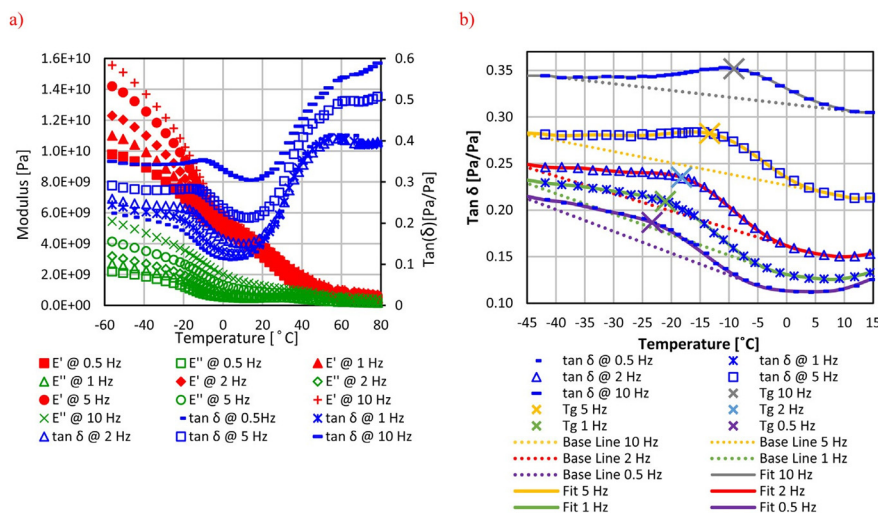 a)
b)
1.6E+10
1.4E+10
1.2E+10
1.0E+10
8.0E+09
6.0E+09
4.0E+09
2.0E+09
0.0E+00
Modulus [Pa]
0.6
0.5
0.4
0.3
0.2
0.1
0
Tan(δ)[Pa/Pa]
-60 -40 -20 0 20 40 60 80
Temperature [˚C]
E' @ 0.5 Hz E'' @ 0.5 Hz E' @ 1 Hz
E'' @ 1 Hz E' @ 2 Hz E'' @ 2 Hz
E' @ 5 Hz E'' @ 5 Hz E' @ 10 Hz
E'' @ 10 Hz tan δ @ 0.5Hz tan δ @ 1 Hz
tan δ @ 2 Hz tan δ @ 5 Hz tan δ @ 10 Hz
0.35
0.30
0.25
0.20
0.15
0.10
Tan δ [Pa/Pa]
-45 -40 -35 -30 -25 -20 -15 -10 -5 0 5 10 15
Temperature [˚C]
tan δ @ 0.5 Hz tan δ @ 1 Hz
tan δ @ 2 Hz tan δ @ 5 Hz
tan δ @ 10 Hz Tg 10 Hz
Tg 5 Hz Tg 2 Hz
Tg 1 Hz Tg 0.5 Hz
Base Line 10 Hz Base Line 5 Hz
Base Line 2 Hz Base Line 1 Hz
Base Line 0.5 Hz Fit 10 Hz
Fit 5 Hz Fit 2 Hz
Fit 1 Hz Fit 0.5 Hz